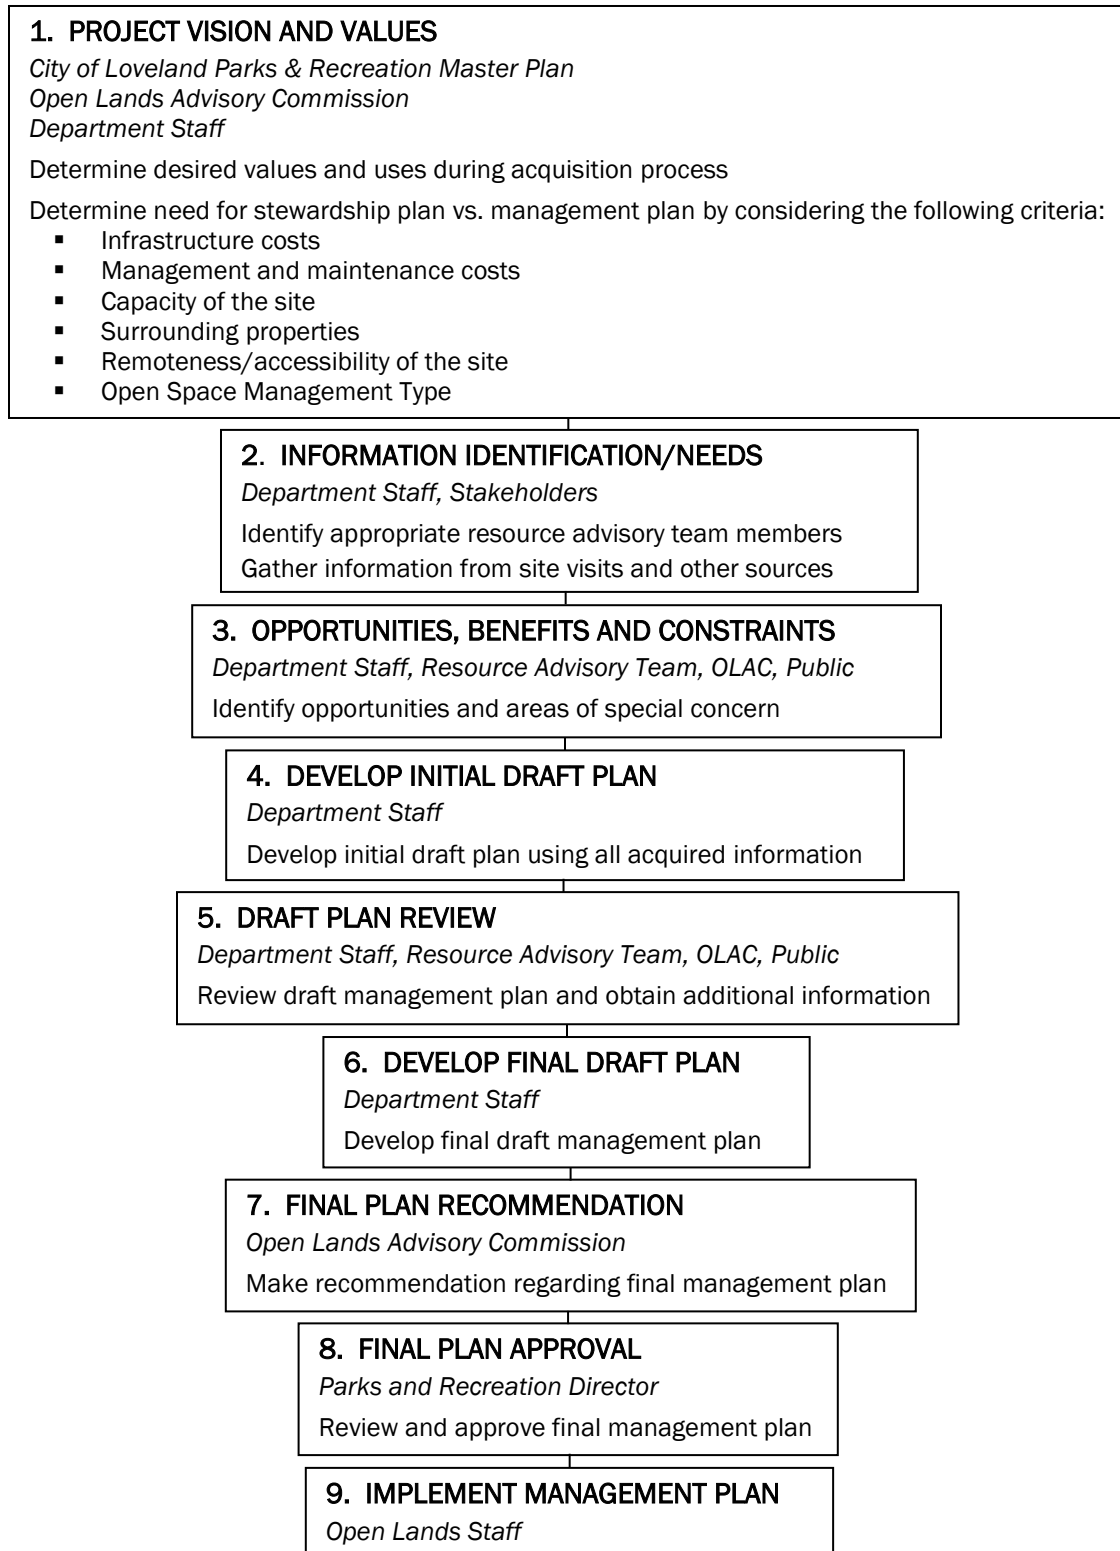 1. PROJECT VISION AND VALUES
City of Loveland Parks & Recreation Master Plan
Open Lands Advisory Commission
Department Staff
Determine desired values and uses during acquisition process
Determine need for stewardship plan vs. management plan by considering the following criteria:
▪ Infrastructure costs
▪ Management and maintenance costs
▪ Capacity of the site
▪ Surrounding properties
▪ Remoteness/accessibility of the site
▪ Open Space Management Type
2. INFORMATION IDENTIFICATION/NEEDS
Department Staff, Stakeholders
Identify appropriate resource advisory team members
Gather information from site visits and other sources
3. OPPORTUNITIES, BENEFITS AND CONSTRAINTS
Department Staff, Resource Advisory Team, OLAC, Public
Identify opportunities and areas of special concern
4. DEVELOP INITIAL DRAFT PLAN
Department Staff
Develop initial draft plan using all acquired information
5. DRAFT PLAN REVIEW
Department Staff, Resource Advisory Team, OLAC, Public
Review draft management plan and obtain additional information
6. DEVELOP FINAL DRAFT PLAN
Department Staff
Develop final draft management plan
7. FINAL PLAN RECOMMENDATION
Open Lands Advisory Commission
Make recommendation regarding final management plan
8. FINAL PLAN APPROVAL
Parks and Recreation Director
Review and approve final management plan
9. IMPLEMENT MANAGEMENT PLAN
Open Lands Staff